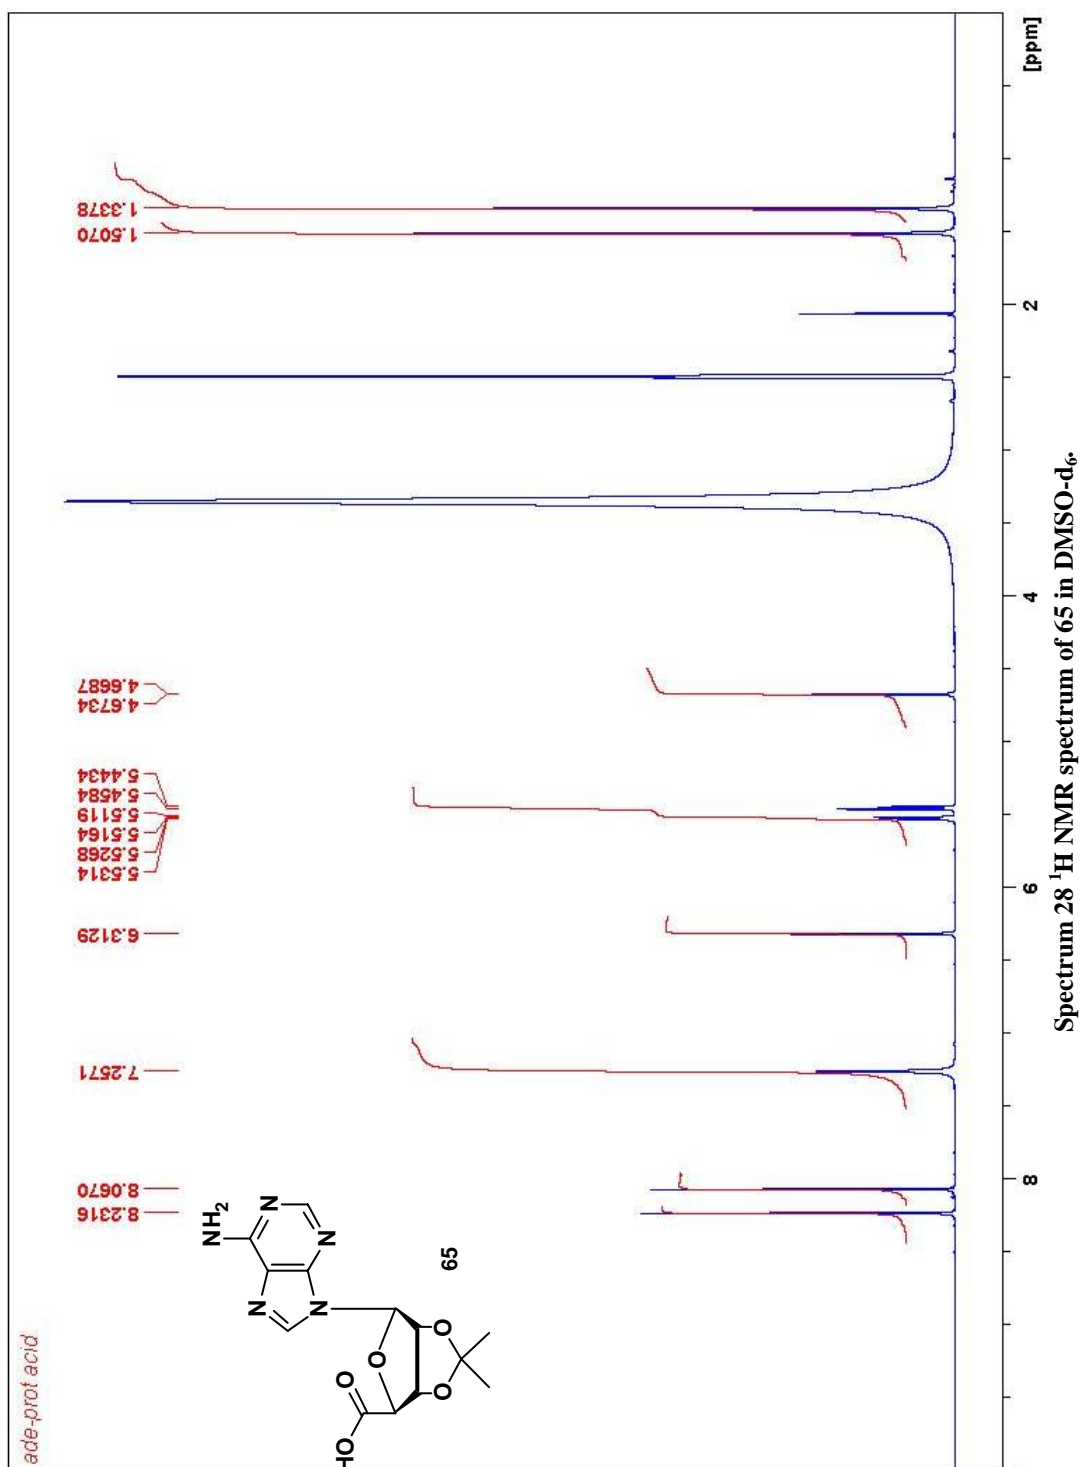 ade-prot acid
8.2316
8.0670
7.2571
6.3129
5.5314
5.5268
5.5164
5.5119
5.4584
5.4434
4.6734
4.6687
1.5070
1.3378
NH2
N
N
N
N
O
HO
O
O
O
65
8
6
4
2
[ppm]
Spectrum 28 ¹H NMR spectrum of 65 in DMSO-d₆.